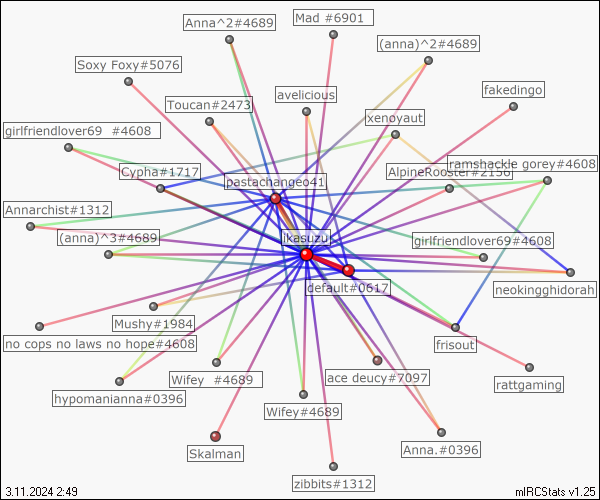 Mad #6901
Anna^2#4689
(anna)^2#4689
Soxy Foxy#5076
fakedingo
avelicious
Toucan#2473
xenoyaut
girlfriendlover69 #4608
ramshackle gorey#4608
Cypha#1717
AlpineRooster#2156
pastachangeo41
Annarchist#1312
(anna)^3#4689
ikasuzu
girlfriendlover69#4608
default#0617
neokingghidorah
Mushy#1984
no cops no laws no hope#4608
frisout
Wifey #4689
ace deucy#7097
rattgaming
hypomanianna#0396
Wifey#4689
Anna.#0396
Skalman
zibbits#1312
3.11.2024 2:49
mIRCStats v1.25